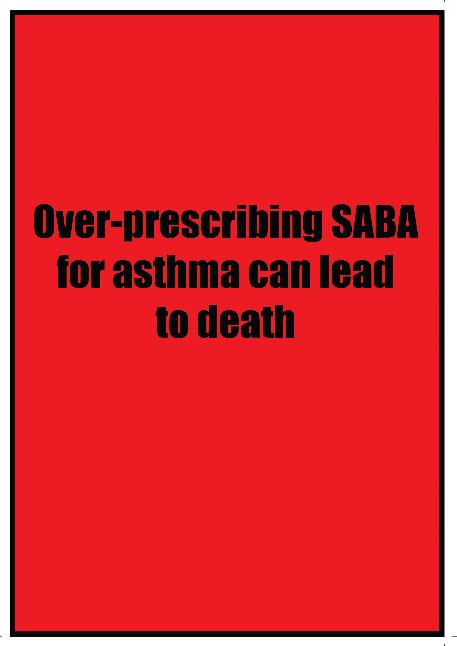 Over-prescribing SABA
for asthma can lead
to death